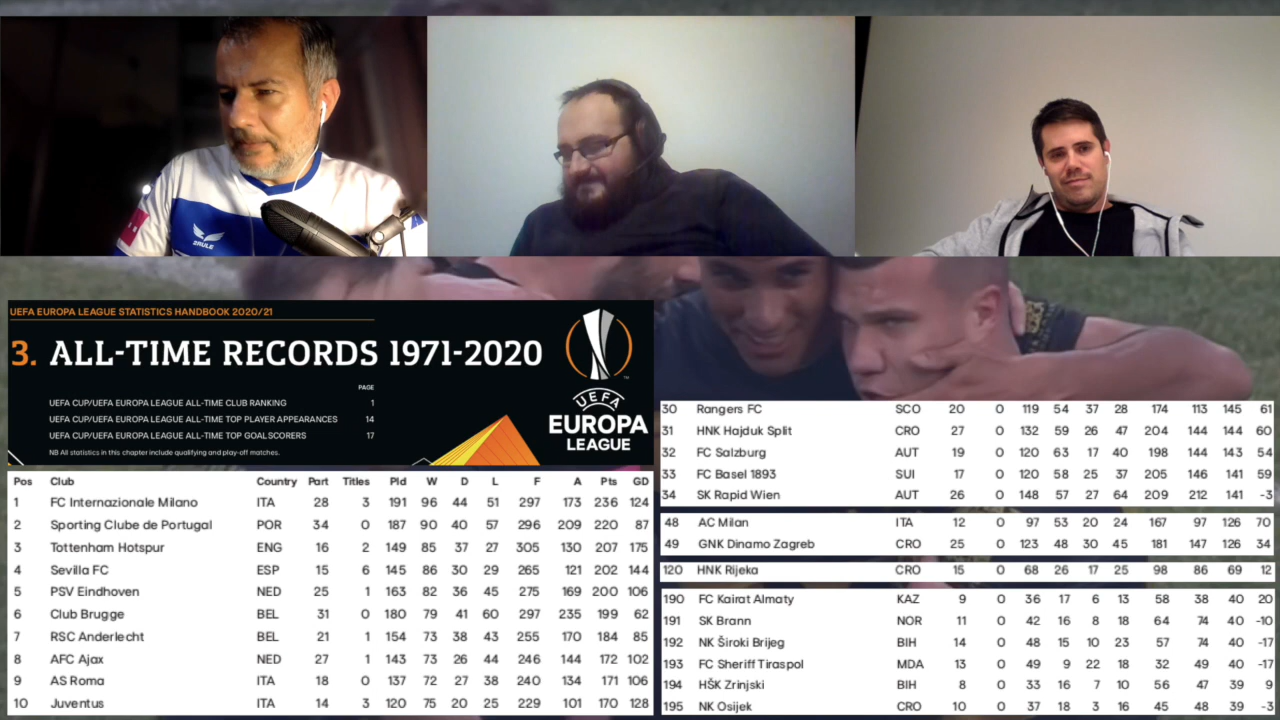 DRULE
UEFA EUROPA LEAGUE STATISTICS HANDBOOK 2020/21
3. ALL-TIME RECORDS 1971-2020
PAGE
UEFA CUP/UEFA EUROPA LEAGUE ALL-TIME CLUB RANKING 1
UEFA CUP/UEFA EUROPA LEAGUE ALL-TIME TOP PLAYER APPEARANCES 14
UEFA CUP/UEFA EUROPA LEAGUE ALL-TIME TOP GOALSCORERS 17
NB All statistics in this chapter include qualifying and play-off matches.
UEFA
EUROPA
LEAGUE
Pos Club Country Part Titles Pld W D L F A Pts GD
1 FC Internazionale Milano ITA 28 3 191 96 44 51 297 173 236 124
2 Sporting Clube de Portugal POR 34 0 187 90 40 57 296 209 220 87
3 Tottenham Hotspur ENG 16 2 149 85 37 27 305 130 207 175
4 Sevilla FC ESP 15 6 145 86 30 29 265 121 202 144
5 PSV Eindhoven NED 25 1 163 82 36 45 275 169 200 106
6 Club Brugge BEL 31 0 180 79 41 60 297 235 199 62
7 RSC Anderlecht BEL 21 1 154 73 38 43 255 170 184 85
8 AFC Ajax NED 27 1 143 73 26 44 246 144 172 102
9 AS Roma ITA 18 0 137 72 27 38 240 134 171 106
10 Juventus ITA 14 3 120 75 20 25 229 101 170 128
30 Rangers FC SCO 20 0 119 54 37 28 174 113 145 61
31 HNK Hajduk Split CRO 27 0 132 59 26 47 204 144 144 60
32 FC Salzburg AUT 19 0 120 63 17 40 198 144 143 54
33 FC Basel 1893 SUI 17 0 120 58 25 37 205 146 141 59
34 SK Rapid Wien AUT 26 0 148 57 27 64 209 212 141 -3
48 AC Milan ITA 12 0 97 53 20 24 167 97 126 70
49 GNK Dinamo Zagreb CRO 25 0 123 48 30 45 181 147 126 34
120 HNK Rijeka CRO 15 0 68 26 17 25 98 86 69 12
190 FC Kairat Almaty KAZ 9 0 36 17 6 13 58 38 40 20
191 SK Brann NOR 11 0 42 16 8 18 64 74 40 -10
192 NK Široki Brijeg BIH 14 0 48 15 10 23 57 74 40 -17
193 FC Sheriff Tiraspol MDA 13 0 49 9 22 18 32 49 40 -17
194 HŠK Zrinjski BIH 8 0 33 16 7 10 56 47 39 9
195 NK Osijek CRO 10 0 37 18 3 16 45 48 39 -3